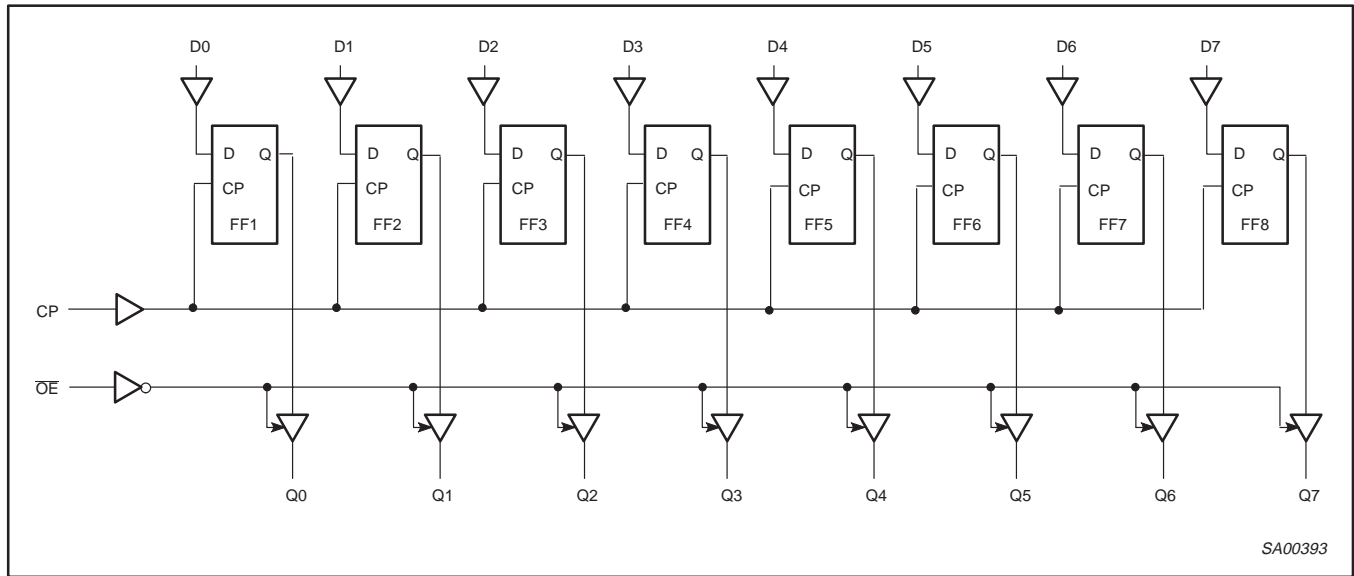 D0 D1 D2 D3 D4 D5 D6 D7
D Q D Q D Q D Q D Q D Q D Q D Q
CP CP CP CP CP CP CP CP
FF1 FF2 FF3 FF4 FF5 FF6 FF7 FF8
CP
O̅E̅
Q0 Q1 Q2 Q3 Q4 Q5 Q6 Q7
SA00393